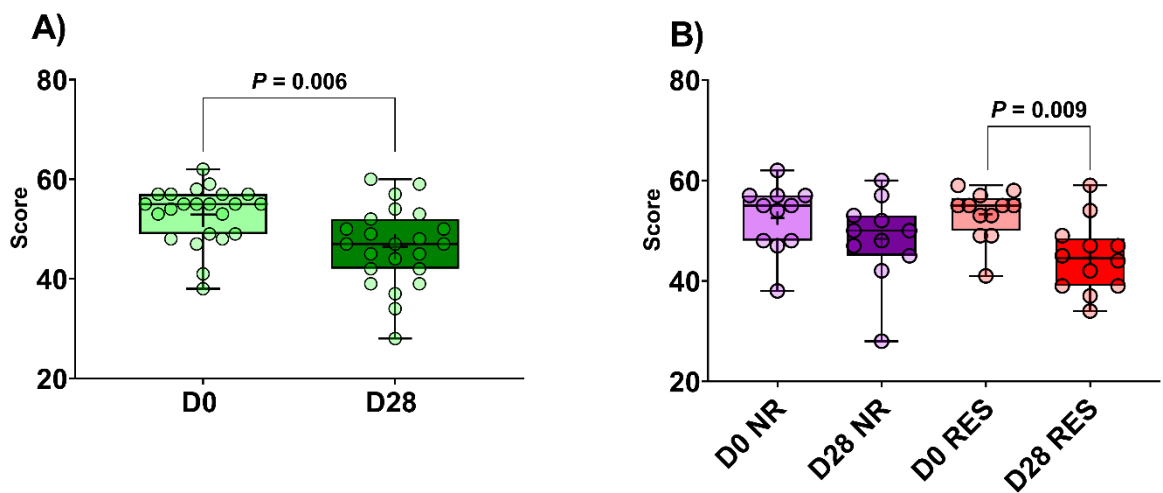 A)
P = 0.006
80
60
40
20
Score
D0
D28
B)
P = 0.009
80
60
40
20
Score
D0 NR
D28 NR
D0 RES
D28 RES